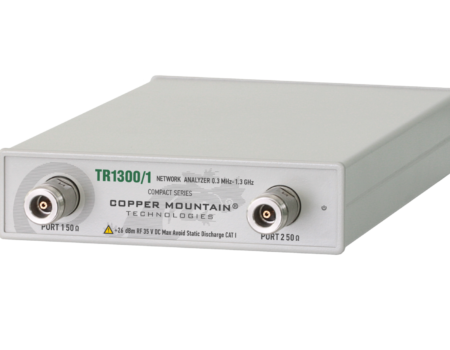 TR1300/1 NETWORK ANALYZER 0.3 MHz-1.3 GHz
COMPACT SERIES
COPPER MOUNTAIN®
TECHNOLOGIES
PORT 1 50 Ω
PORT 2 50 Ω
+26 dBm RF 35 V DC Max Avoid Static Discharge CAT I